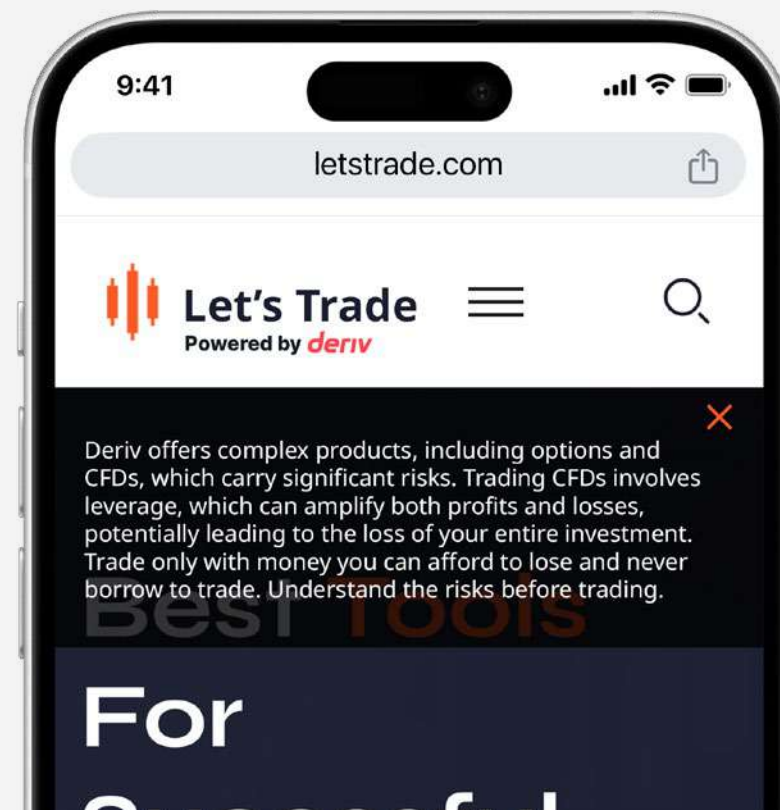 9:41
letstrade.com
Let's Trade
Powered by deriv
Deriv offers complex products, including options and
CFDs, which carry significant risks. Trading CFDs involves
leverage, which can amplify both profits and losses,
potentially leading to the loss of your entire investment.
Trade only with money you can afford to lose and never
borrow to trade. Understand the risks before trading.
Best Tools
For